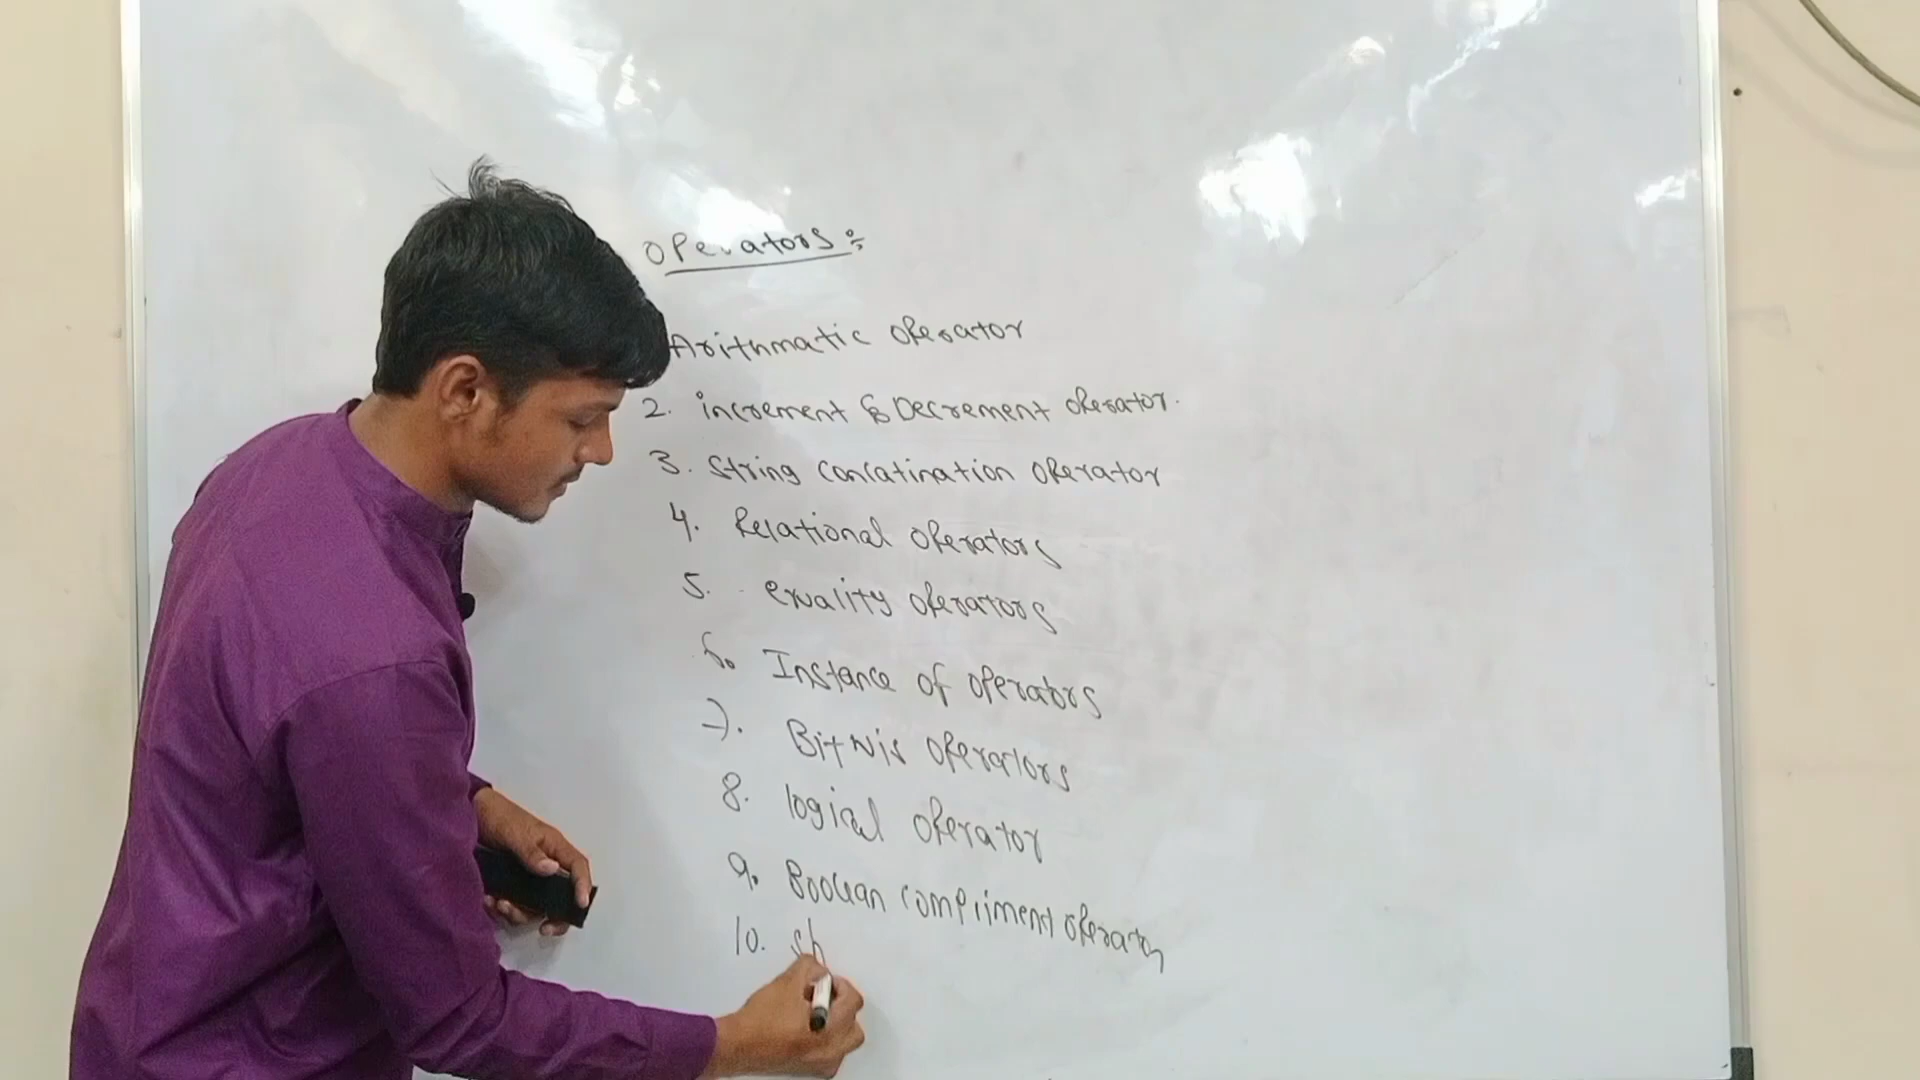 Operators:
Arithmatic operator
2. increment & Decrement operator.
3. String concatination operator
4. Relational operators
5. equality operators
6. Instance of operators
7. Bitwis operators
8. logical operator
9. Boolean compliment operator
10. sh